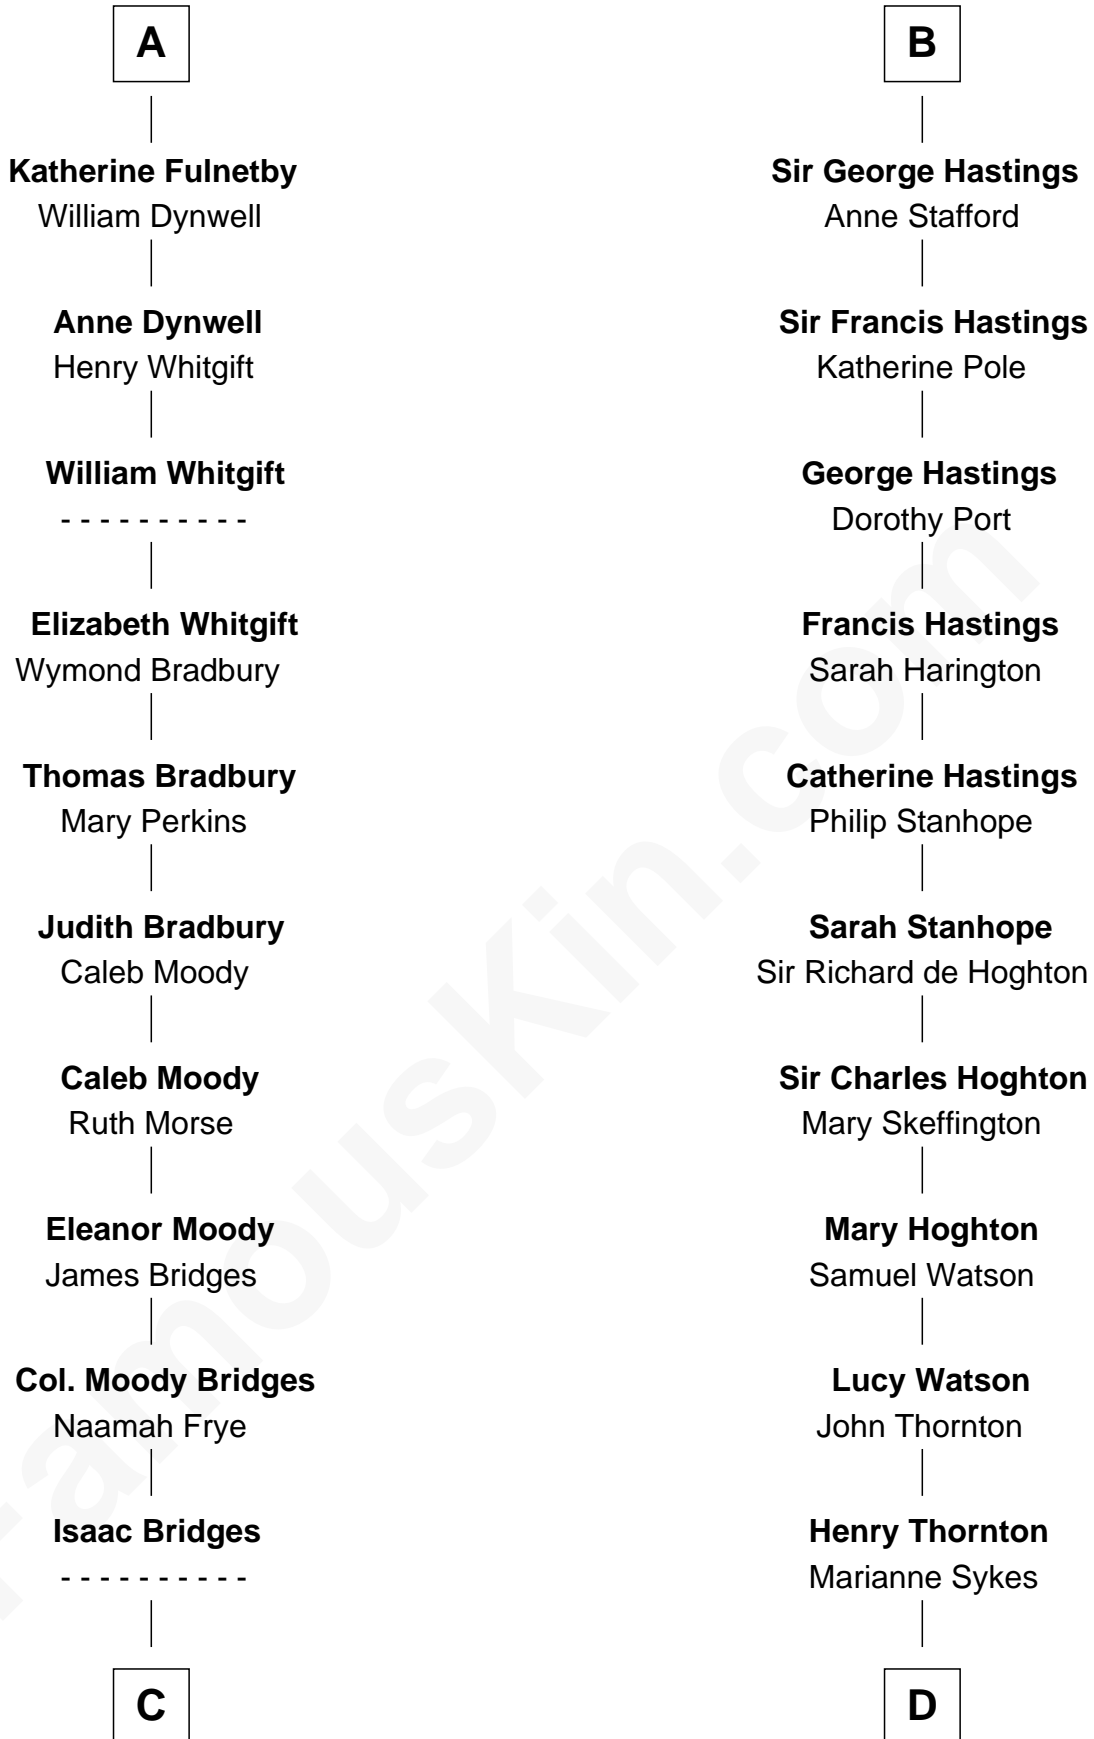 A
Katherine Fulnetby
William Dynwell
Anne Dynwell
Henry Whitgift
William Whitgift
- - - - - - - - - -
Elizabeth Whitgift
Wymond Bradbury
Thomas Bradbury
Mary Perkins
Judith Bradbury
Caleb Moody
Caleb Moody
Ruth Morse
Eleanor Moody
James Bridges
Col. Moody Bridges
Naamah Frye
Isaac Bridges
- - - - - - - - - -
C
B
Sir George Hastings
Anne Stafford
Sir Francis Hastings
Katherine Pole
George Hastings
Dorothy Port
Francis Hastings
Sarah Harington
Catherine Hastings
Philip Stanhope
Sarah Stanhope
Sir Richard de Hoghton
Sir Charles Hoghton
Mary Skeffington
Mary Hoghton
Samuel Watson
Lucy Watson
John Thornton
Henry Thornton
Marianne Sykes
D
FamousKin.com